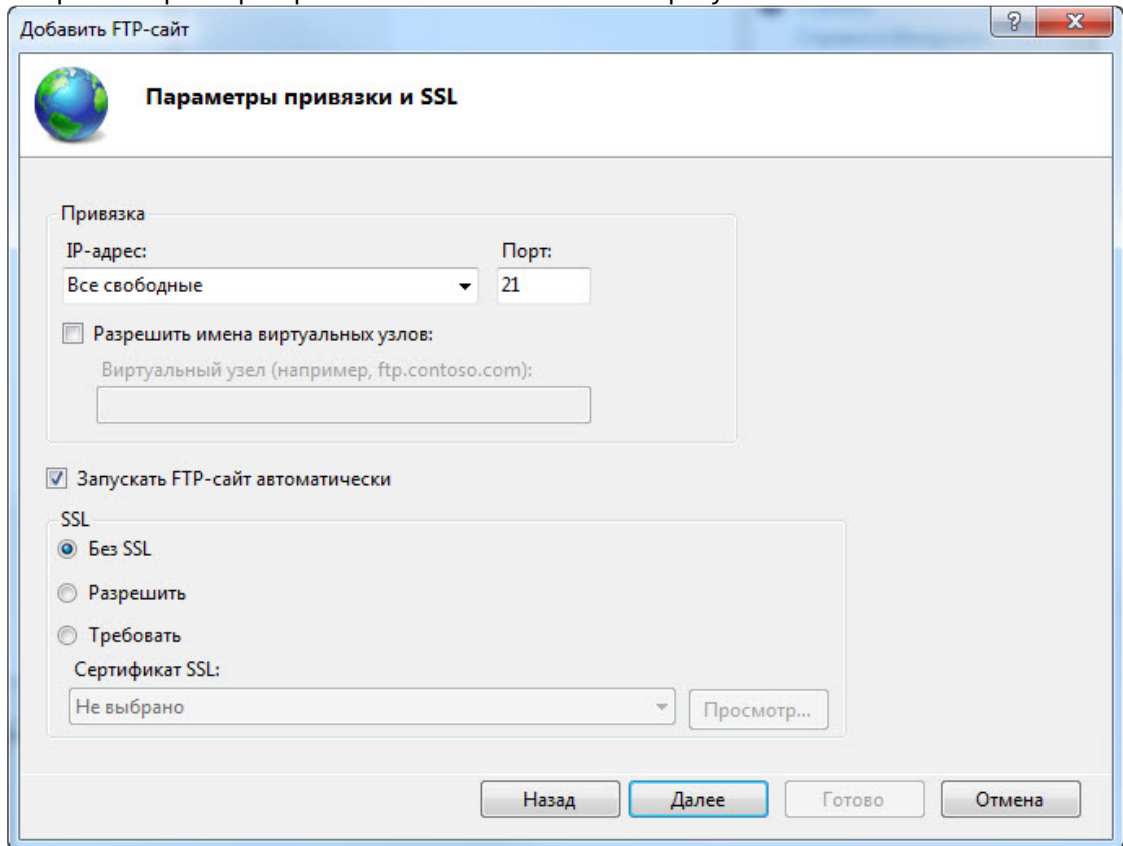 Добавить FTP-сайт
Параметры привязки и SSL
Привязка
IP-адрес:
Порт:
Все свободные
21
Разрешить имена виртуальных узлов:
Виртуальный узел (например, ftp.contoso.com):
Запускать FTP-сайт автоматически
SSL
Без SSL
Разрешить
Требовать
Сертификат SSL:
Не выбрано
Просмотр...
Назад
Далее
Готово
Отмена